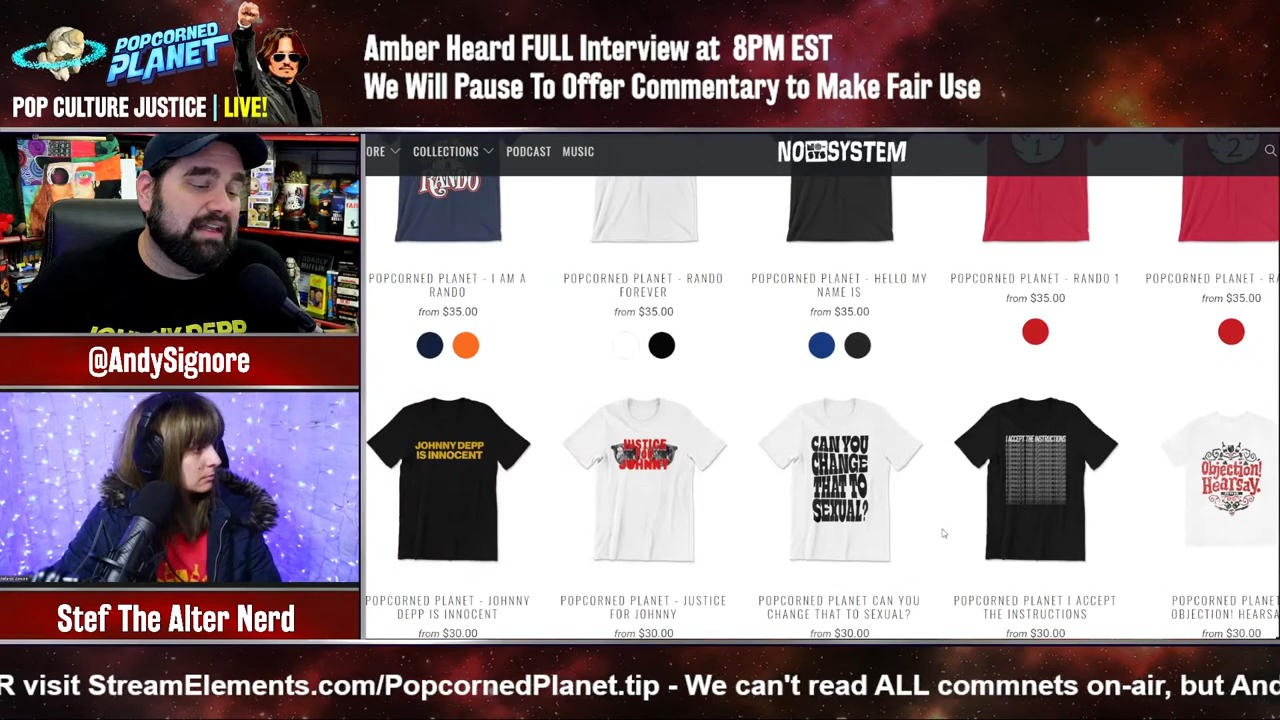 POPCORNED
PLANET
POP CULTURE JUSTICE | LIVE!
Amber Heard FULL Interview at 8PM EST
We Will Pause To Offer Commentary to Make Fair Use
ORE COLLECTIONS PODCAST MUSIC
NO SYSTEM
RANDO
1
2
POPCORNED PLANET - I AM A
RANDO
from $35.00
POPCORNED PLANET - RANDO
FOREVER
from $35.00
POPCORNED PLANET - HELLO MY
NAME IS
from $35.00
POPCORNED PLANET - RANDO 1
from $35.00
POPCORNED PLANET - RA
from $35.00
JOHNNY DEPP
@AndySignore
JOHNNY DEPP
IS INNOCENT
JUSTICE
FOR
JOHNNY
CAN YOU
CHANGE
THAT TO
SEXUAL?
I ACCEPT THE INSTRUCTIONS
Objection!
Hearsay.
POPCORNED PLANET - JOHNNY
DEPP IS INNOCENT
from $30.00
POPCORNED PLANET - JUSTICE
FOR JOHNNY
from $30.00
POPCORNED PLANET CAN YOU
CHANGE THAT TO SEXUAL?
from $30.00
POPCORNED PLANET I ACCEPT
THE INSTRUCTIONS
from $30.00
POPCORNED PLANET
OBJECTION! HEARSA
from $30.00
Stef The Alter Nerd
R visit StreamElements.com/PopcornedPlanet.tip - We can't read ALL commnets on-air, but And